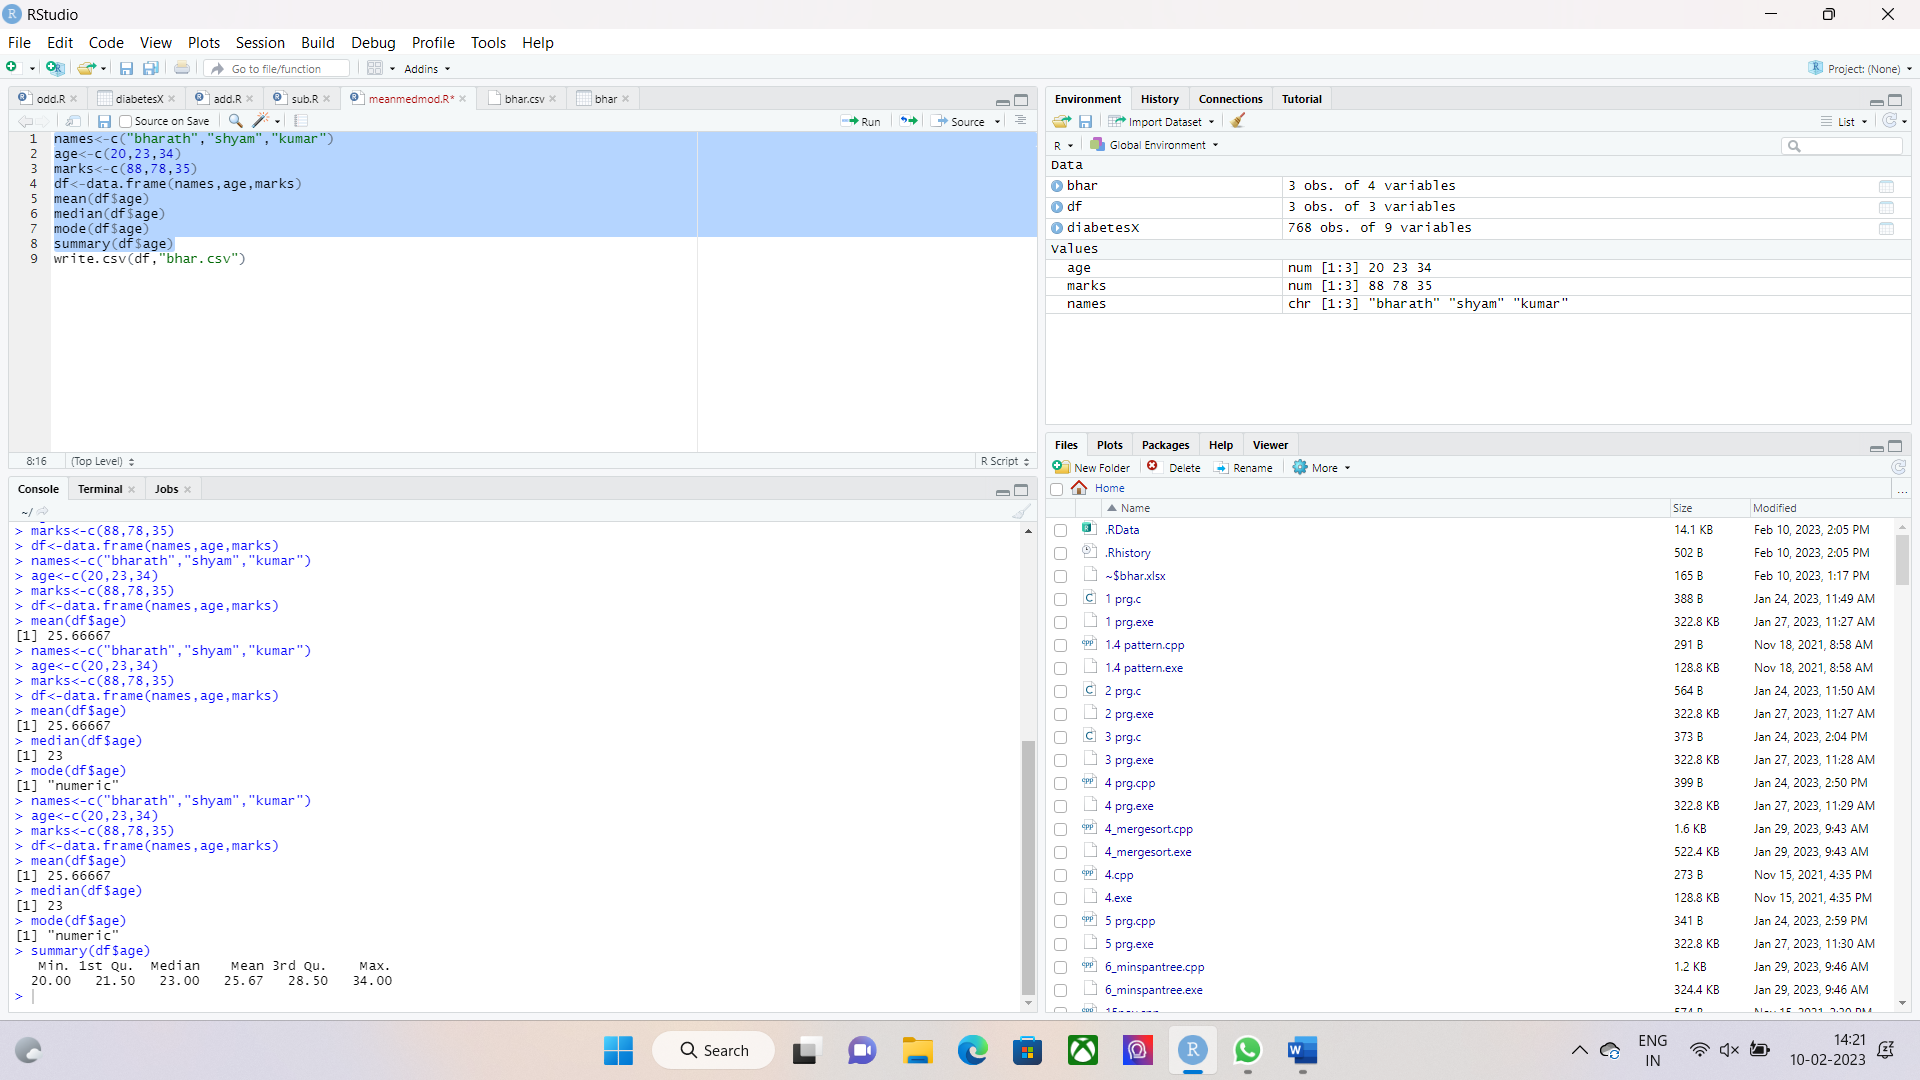 RStudio
File Edit Code View Plots Session Build Debug Profile Tools Help
Go to file/function Addins Project: (None)
odd.R diabetesX add.R sub.R meanmedmod.R* bhar.csv bhar
Source on Save Run Source
1 names<-c("bharath","shyam","kumar")
2 age<-c(20,23,34)
3 marks<-c(88,78,35)
4 df<-data.frame(names,age,marks)
5 mean(df$age)
6 median(df$age)
7 mode(df$age)
8 summary(df$age)
9 write.csv(df,"bhar.csv")
8:16 (Top Level) R Script
Console Terminal Jobs
~/
> marks<-c(88,78,35)
> df<-data.frame(names,age,marks)
> names<-c("bharath","shyam","kumar")
> age<-c(20,23,34)
> marks<-c(88,78,35)
> df<-data.frame(names,age,marks)
> mean(df$age)
[1] 25.66667
> names<-c("bharath","shyam","kumar")
> age<-c(20,23,34)
> marks<-c(88,78,35)
> df<-data.frame(names,age,marks)
> mean(df$age)
[1] 25.66667
> median(df$age)
[1] 23
> mode(df$age)
[1] "numeric"
> names<-c("bharath","shyam","kumar")
> age<-c(20,23,34)
> marks<-c(88,78,35)
> df<-data.frame(names,age,marks)
> mean(df$age)
[1] 25.66667
> median(df$age)
[1] 23
> mode(df$age)
[1] "numeric"
> summary(df$age)
Min. 1st Qu. Median Mean 3rd Qu. Max.
20.00 21.50 23.00 25.67 28.50 34.00
>
Environment History Connections Tutorial
Import Dataset List
R Global Environment
Data
bhar 3 obs. of 4 variables
df 3 obs. of 3 variables
diabetesX 768 obs. of 9 variables
Values
age num [1:3] 20 23 34
marks num [1:3] 88 78 35
names chr [1:3] "bharath" "shyam" "kumar"
Files Plots Packages Help Viewer
New Folder Delete Rename More
Home ...
Name Size Modified
.RData 14.1 KB Feb 10, 2023, 2:05 PM
.Rhistory 502 B Feb 10, 2023, 2:05 PM
~$bhar.xlsx 165 B Feb 10, 2023, 1:17 PM
1 prg.c 388 B Jan 24, 2023, 11:49 AM
1 prg.exe 322.8 KB Jan 27, 2023, 11:27 AM
1.4 pattern.cpp 291 B Nov 18, 2021, 8:58 AM
1.4 pattern.exe 128.8 KB Nov 18, 2021, 8:58 AM
2 prg.c 564 B Jan 24, 2023, 11:50 AM
2 prg.exe 322.8 KB Jan 27, 2023, 11:27 AM
3 prg.c 373 B Jan 24, 2023, 2:04 PM
3 prg.exe 322.8 KB Jan 27, 2023, 11:28 AM
4 prg.cpp 399 B Jan 24, 2023, 2:50 PM
4 prg.exe 322.8 KB Jan 27, 2023, 11:29 AM
4_mergesort.cpp 1.6 KB Jan 29, 2023, 9:43 AM
4_mergesort.exe 522.4 KB Jan 29, 2023, 9:43 AM
4.cpp 273 B Nov 15, 2021, 4:35 PM
4.exe 128.8 KB Nov 15, 2021, 4:35 PM
5 prg.cpp 341 B Jan 24, 2023, 2:59 PM
5 prg.exe 322.8 KB Jan 27, 2023, 11:30 AM
6_minspantree.cpp 1.2 KB Jan 29, 2023, 9:46 AM
6_minspantree.exe 324.4 KB Jan 29, 2023, 9:46 AM
Search
ENG
IN
14:21
10-02-2023